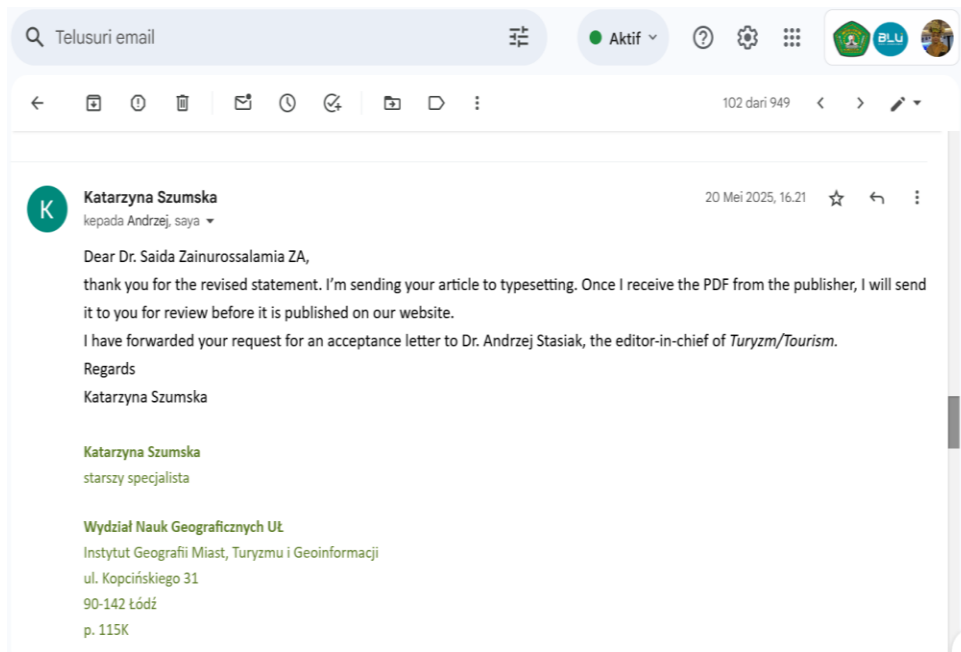 Telusuri email
Aktif
BLU
102 dari 949
Katarzyna Szumska
20 Mei 2025, 16.21
K
kepada Andrzej, saya
Dear Dr. Saida Zainurossalamia ZA,
thank you for the revised statement. I’m sending your article to typesetting. Once I receive the PDF from the publisher, I will send
it to you for review before it is published on our website.
I have forwarded your request for an acceptance letter to Dr. Andrzej Stasiak, the editor-in-chief of Turyzm/Tourism.
Regards
Katarzyna Szumska
Katarzyna Szumska
starszy specjalista
Wydział Nauk Geograficznych UŁ
Instytut Geografii Miast, Turyzmu i Geoinformacji
ul. Kopcińskiego 31
90-142 Łódź
p. 115K